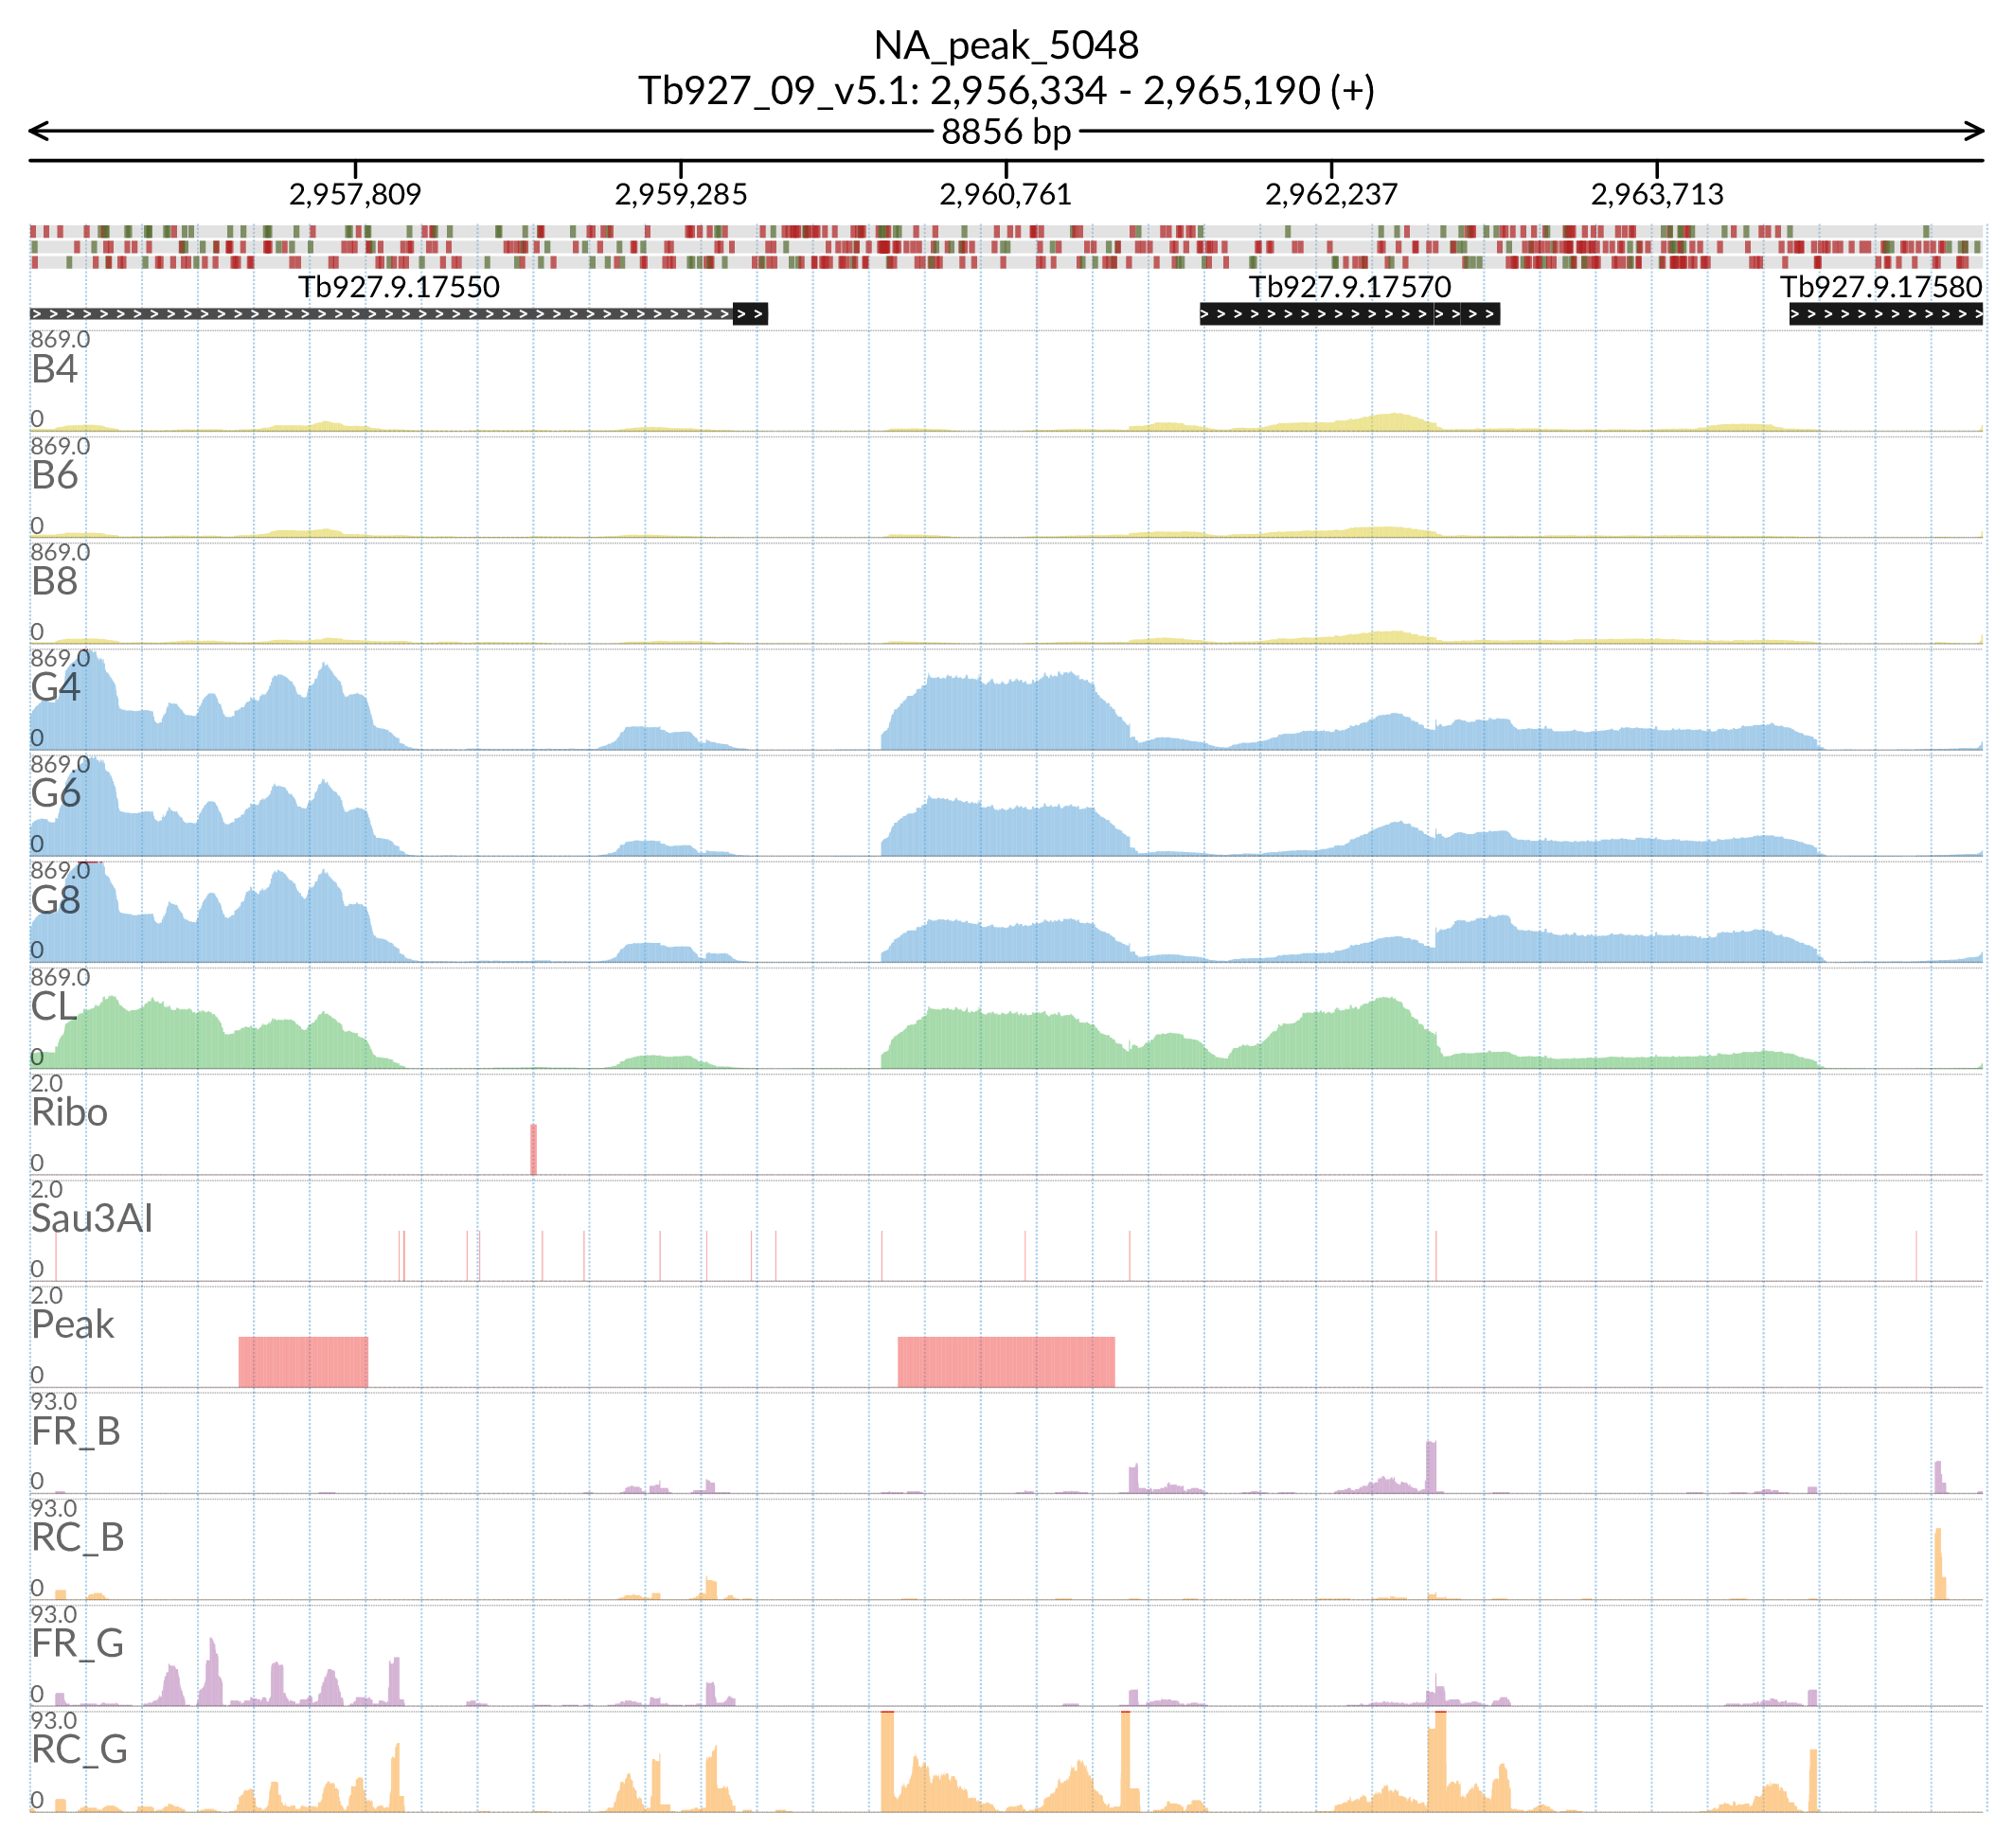 NA_peak_5048
Tb927_09_v5.1: 2,956,334 - 2,965,190 (+)
8856 bp
2,957,809 2,959,285 2,960,761 2,962,237 2,963,713
Tb927.9.17550 Tb927.9.17570 Tb927.9.17580
869.0
B4
0
869.0
B6
0
869.0
B8
0
869.0
G4
0
869.0
G6
0
869.0
G8
0
869.0
CL
0
2.0
Ribo
0
2.0
Sau3AI
0
2.0
Peak
0
93.0
FR_B
0
93.0
RC_B
0
93.0
FR_G
0
93.0
RC_G
0